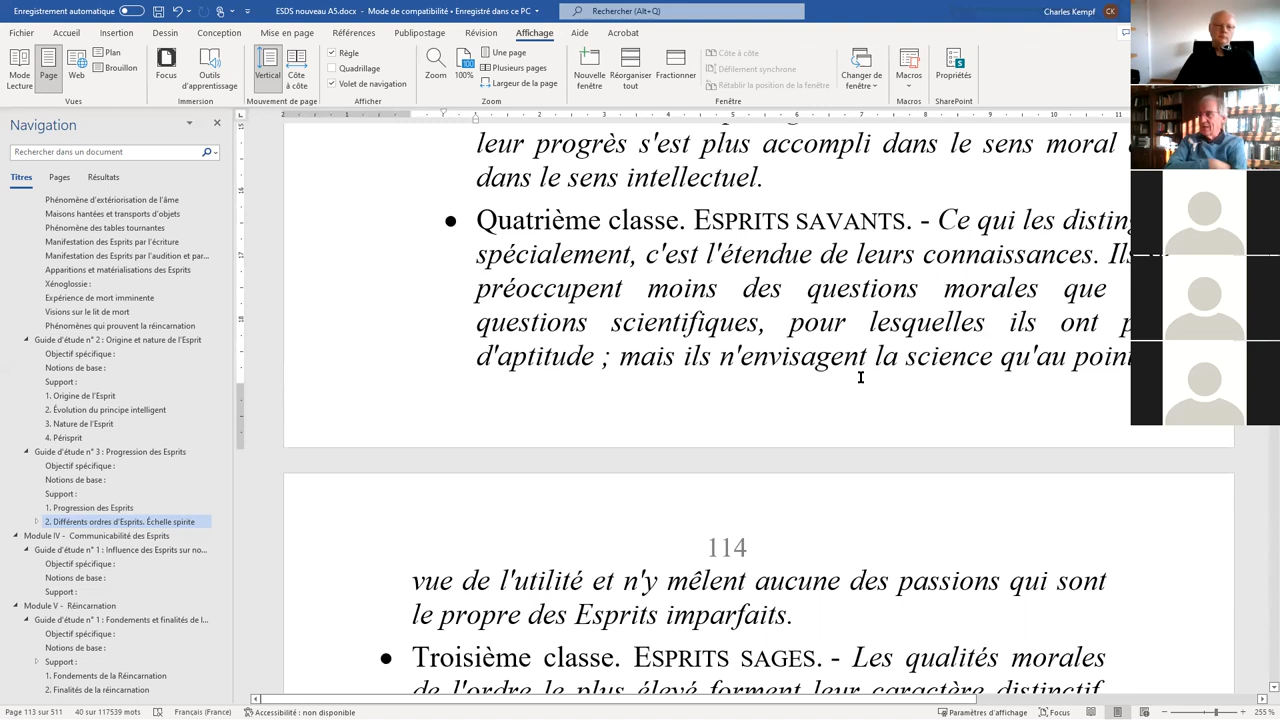 Enregistrement automatique
ESDS nouveau A5.docx - Mode de compatibilité • Enregistré dans ce PC
Rechercher (Alt+Q)
Charles Kempf
CK
Fichier Accueil Insertion Dessin Conception Mise en page Références Publipostage Révision Affichage Aide Acrobat
Mode Lecture
Page
Web
Plan
Brouillon
Vues
Focus
Outils d'apprentissage
Immersion
Vertical
Côte à côte
Mouvement de page
Règle
Quadrillage
Volet de navigation
Afficher
Zoom
100%
Une page
Plusieurs pages
Largeur de la page
Zoom
Nouvelle fenêtre
Réorganiser tout
Fractionner
Côte à côte
Défilement synchrone
Rétablir la position de la fenêtre
Fenêtre
Changer de fenêtre
Macros
Macros
Propriétés
SharePoint
Navigation
Rechercher dans un document
Titres Pages Résultats
Phénomène d'extériorisation de l'âme
Maisons hantées et transports d'objets
Phénomène des tables tournantes
Manifestation des Esprits par l'écriture
Manifestation des Esprits par l'audition et par...
Apparitions et matérialisations des Esprits
Xénoglossie :
Expérience de mort imminente
Visions sur le lit de mort
Phénomènes qui prouvent la réincarnation
Guide d'étude n° 2 : Origine et nature de l'Esprit
Objectif spécifique :
Notions de base :
Support :
1. Origine de l'Esprit
2. Évolution du principe intelligent
3. Nature de l'Esprit
4. Périsprit
Guide d'étude n° 3 : Progression des Esprits
Objectif spécifique :
Notions de base :
Support :
1. Progression des Esprits
2. Différents ordres d'Esprits. Échelle spirite
Module IV - Communicabilité des Esprits
Guide d'étude n° 1 : Influence des Esprits sur no...
Objectif spécifique :
Notions de base :
Support :
Module V - Réincarnation
Guide d'étude n° 1 : Fondements et finalités de l...
Objectif spécifique :
Notions de base :
Support :
1. Fondements de la Réincarnation
2. Finalités de la réincarnation
leur progrès s'est plus accompli dans le sens moral
dans le sens intellectuel.
● Quatrième classe. ESPRITS SAVANTS. - Ce qui les disting
spécialement, c'est l'étendue de leurs connaissances. Ils
préoccupent moins des questions morales que
questions scientifiques, pour lesquelles ils ont p
d'aptitude ; mais ils n'envisagent la science qu'au point
114
vue de l'utilité et n'y mêlent aucune des passions qui sont
le propre des Esprits imparfaits.
● Troisième classe. ESPRITS SAGES. - Les qualités morales
de l'ordre le plus élevé forment leur caractère distinctif.
Page 113 sur 511 40 sur 117539 mots Français (France) Accessibilité : non disponible Paramètres d'affichage Focus 255 %